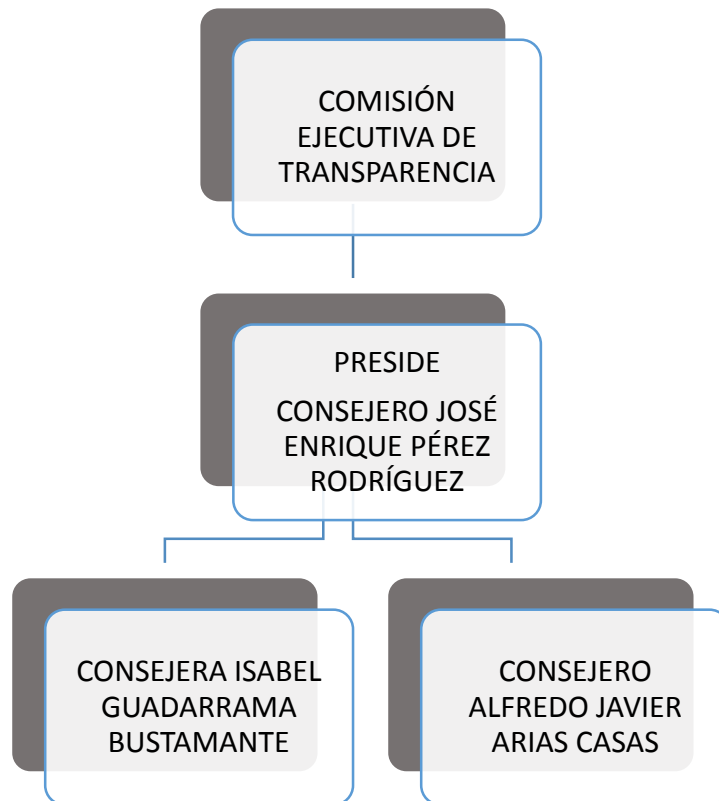 COMISIÓN
EJECUTIVA DE
TRANSPARENCIA
PRESIDE
CONSEJERO JOSÉ
ENRIQUE PÉREZ
RODRÍGUEZ
CONSEJERA ISABEL
GUADARRAMA
BUSTAMANTE
CONSEJERO
ALFREDO JAVIER
ARIAS CASAS